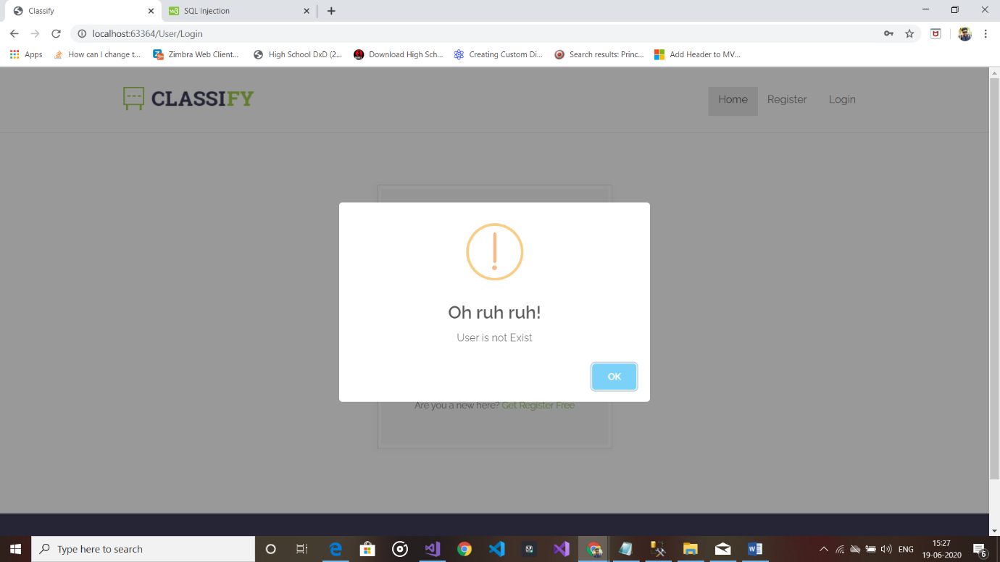 Classify
SQL Injection
localhost:63364/User/Login
Apps
How can I change t...
Zimbra Web Client...
High School DxD (2...
Download High Sch...
Creating Custom Di...
Search results: Princ...
Add Header to MV...
CLASSIFY
Home
Register
Login
Oh ruh ruh!
User is not Exist
OK
Are you a new here? Get Register Free
Type here to search
ENG
15:27
19-06-2020
6